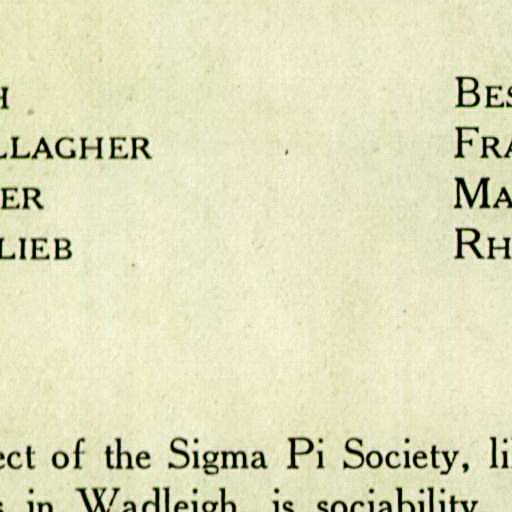 H
LLAGHER
ER
LIEB
BES
FRA
MA
RH
ect of the Sigma Pi Society, li
s in Wadleigh, is sociability